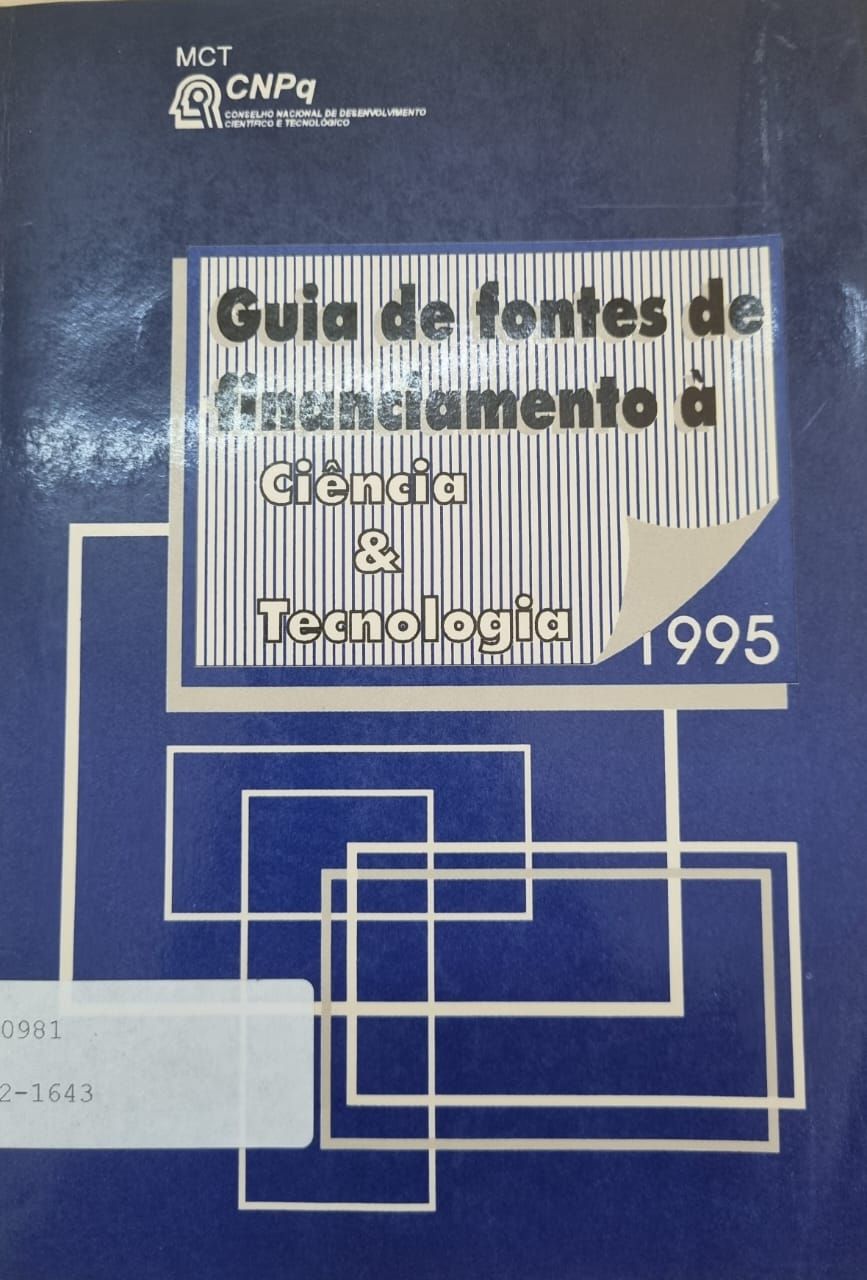 MCT
CNPq
CONSELHO NACIONAL DE DESENVOLVIMENTO
CIENTÍFICO E TECNOLÓGICO
Guia de fontes de
financiamento à
Ciência
&
Tecnologia
1995
0981
2-1643